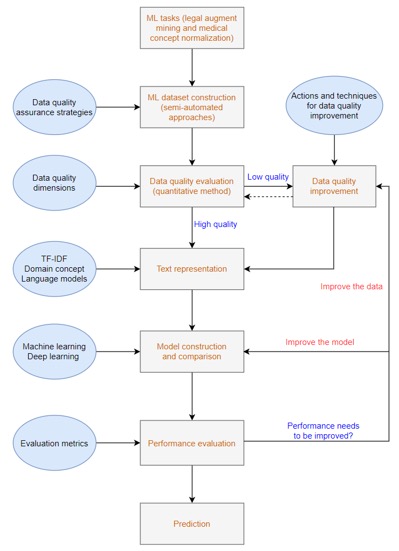 ML tasks (legal augment
mining and medical
concept normalization)
Data quality
assurance strategies
ML dataset construction
(semi-automated
approaches)
Actions and techniques
for data quality
improvement
Data quality
dimensions
Data quality evaluation
(quantitative method)
Low quality
Data quality
improvement
High quality
TF-IDF
Domain concept
Language models
Text representation
Improve the data
Machine learning
Deep learning
Model construction
and comparison
Improve the model
Evaluation metrics
Performance evaluation
Performance needs
to be improved?
Prediction